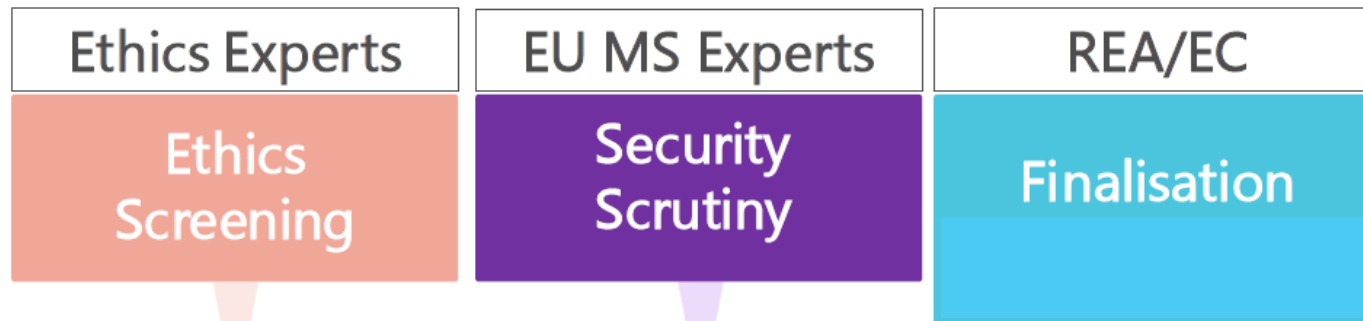 Ethics Experts
Ethics
Screening
EU MS Experts
Security
Scrutiny
REA/EC
Finalisation